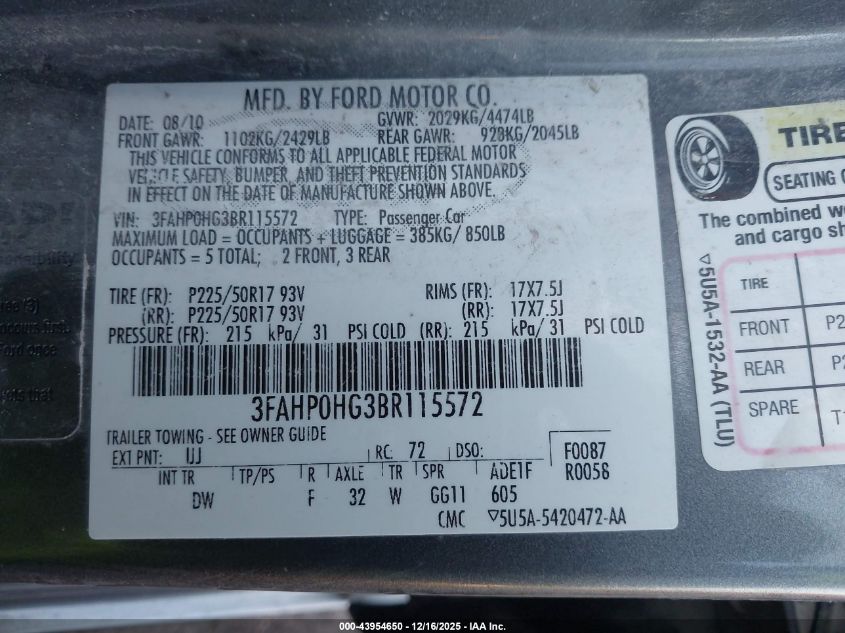 MFD. BY FORD MOTOR CO.
DATE: 08/10 GVWR: 2029KG/4474LB
FRONT GAWR: 1102KG/2429LB REAR GAWR: 928KG/2045LB
THIS VEHICLE CONFORMS TO ALL APPLICABLE FEDERAL MOTOR
VEHICLE SAFETY, BUMPER, AND THEFT PREVENTION STANDARDS
IN EFFECT ON THE DATE OF MANUFACTURE SHOWN ABOVE.
VIN: 3FAHP0HG3BR115572 TYPE: Passenger Car
MAXIMUM LOAD = OCCUPANTS + LUGGAGE = 385KG/ 850LB
OCCUPANTS = 5 TOTAL; 2 FRONT, 3 REAR
TIRE (FR): P225/50R17 93V RIMS (FR): 17X7.5J
(RR): P225/50R17 93V (RR): 17X7.5J
PRESSURE (FR): 215 kPa/ 31 PSI COLD (RR): 215 kPa/ 31 PSI COLD
3FAHP0HG3BR115572
TRAILER TOWING - SEE OWNER GUIDE
EXT PNT: UJ RC: 72 DSO: F0087
INT TR TP/PS R AXLE TR SPR ADE1F R0058
DW F 32 W GG11 605
CMC ▽5U5A-5420472-AA
TIRE
SEATING
The combined
and cargo
TIRE
FRONT
REAR
SPARE
▽5U5A-1532-AA (TLU)
occurs first.
Ford once
that
000-43954650 - 12/16/2025 - IAA Inc.